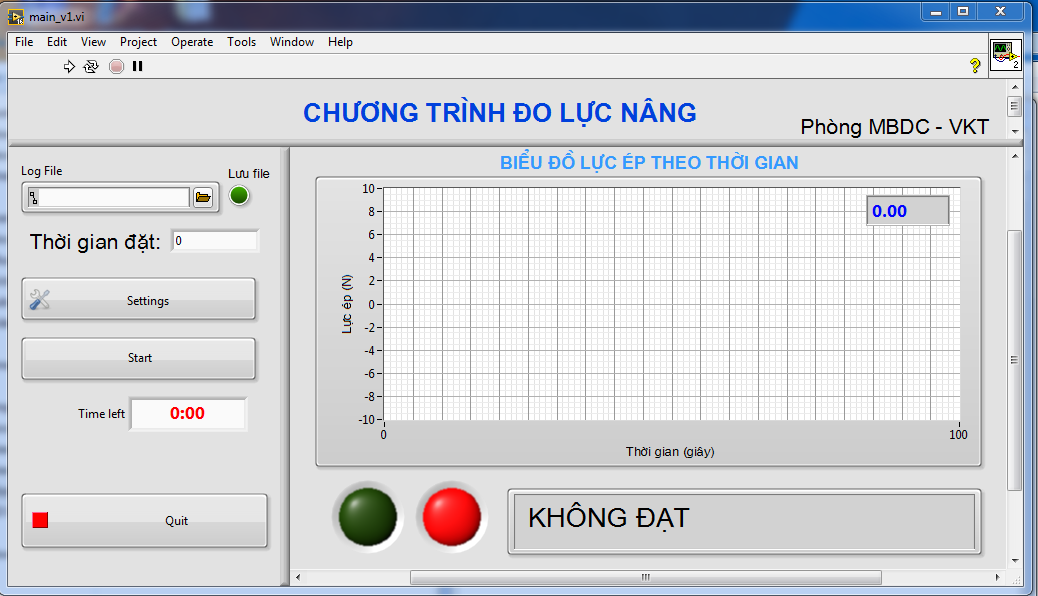 main_v1.vi
File Edit View Project Operate Tools Window Help
2
CHƯƠNG TRÌNH ĐO LỰC NÂNG
Phòng MBDC - VKT
Log File
Lưu file
Thời gian đặt: 0
Settings
Start
Time left 0:00
Quit
BIỂU ĐỒ LỰC ÉP THEO THỜI GIAN
0.00
Lực ép (N)
10
8
6
4
2
0
-2
-4
-6
-8
-10
0 100
Thời gian (giây)
KHÔNG ĐẠT